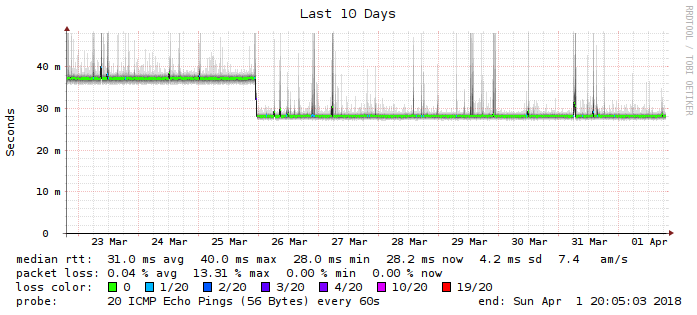 Last 10 Days
RRDTOOL / TOBI OETIKER
Seconds
40 m
30 m
20 m
10 m
0
23 Mar 24 Mar 25 Mar 26 Mar 27 Mar 28 Mar 29 Mar 30 Mar 31 Mar 01 Apr
median rtt: 31.0 ms avg 40.0 ms max 28.0 ms min 28.2 ms now 4.2 ms sd 7.4 am/s
packet loss: 0.04 % avg 13.31 % max 0.00 % min 0.00 % now
loss color: 0 1/20 2/20 3/20 4/20 10/20 19/20
probe: 20 ICMP Echo Pings (56 Bytes) every 60s end: Sun Apr 1 20:05:03 2018